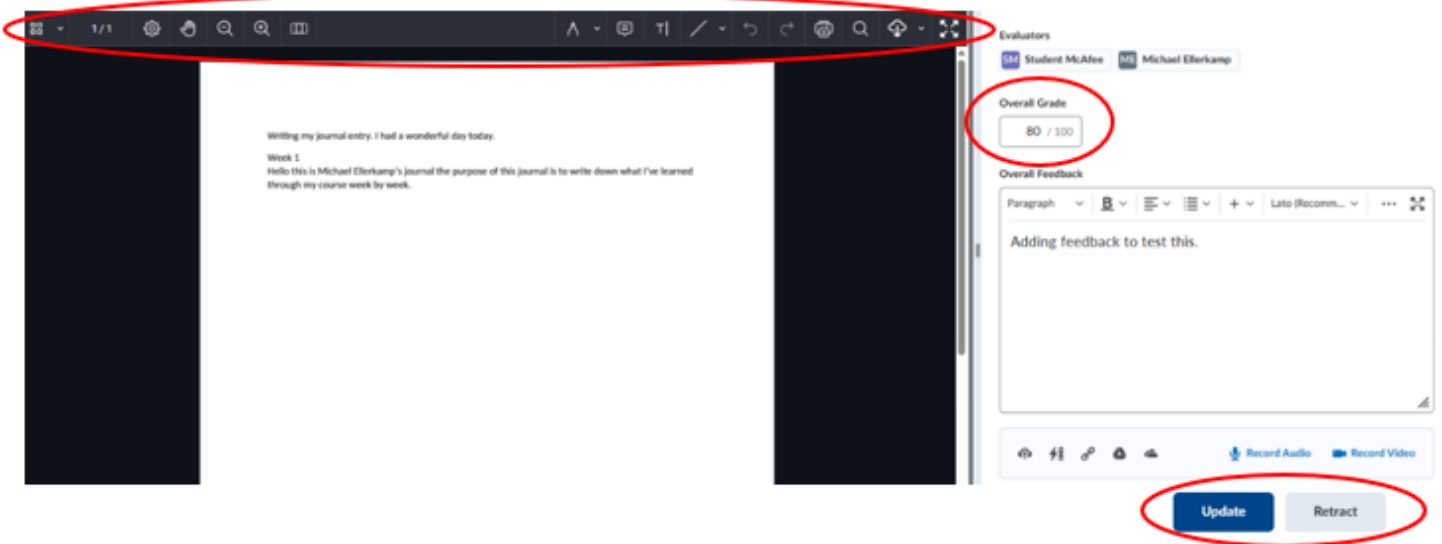 1/1
T|
Writing my journal entry. I had a wonderful day today.
Week 1
Hello this is Michael Ellerkamp's journal the purpose of this journal is to write down what I've learned
through my course week by week.
Evaluators
SM Student McAfee ME Michael Ellerkamp
Overall Grade
80 / 100
Overall Feedback
Paragraph B Lato (Recomm...
Adding feedback to test this.
Record Audio Record Video
Update Retract